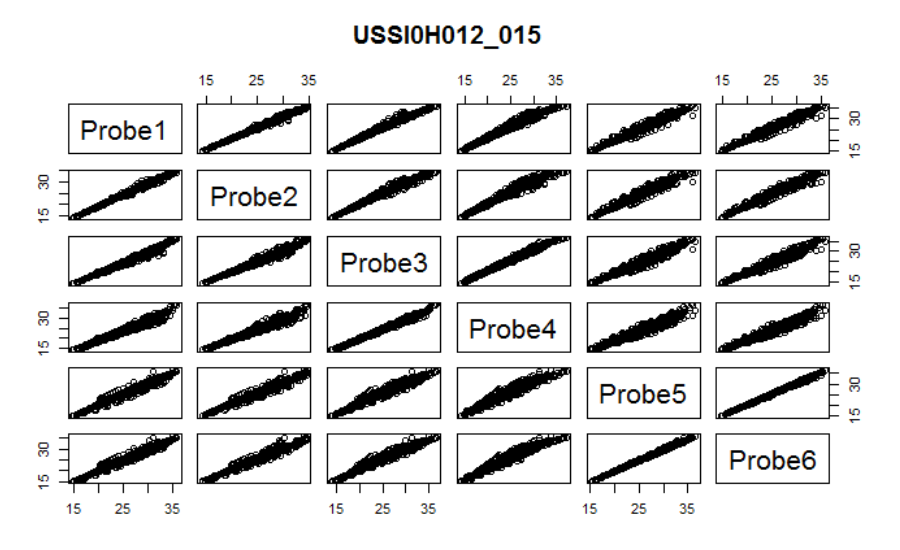 USSI0H012_015
15 25 35 15 25 35 15 25 35
Probe1 15 30
15 30 Probe2
Probe3 15 30
15 30 Probe4
Probe5 15 30
15 30 Probe6
15 25 35 15 25 35 15 25 35